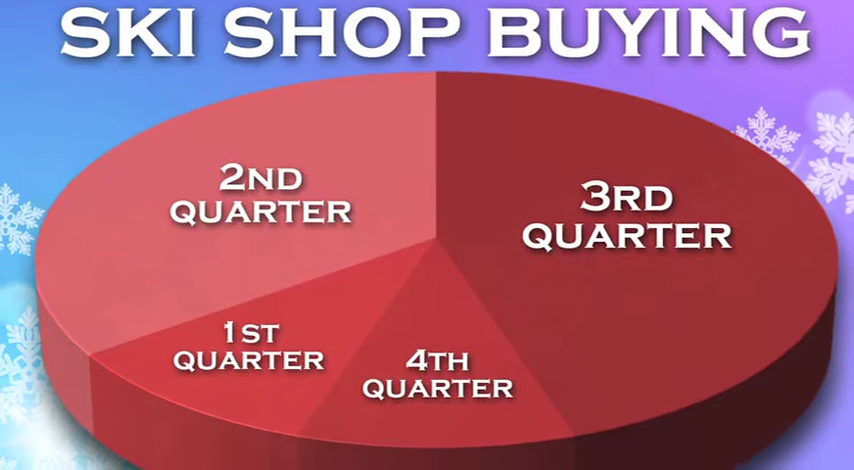 SKI SHOP BUYING
2ND
QUARTER
3RD
QUARTER
1ST
QUARTER
4TH
QUARTER